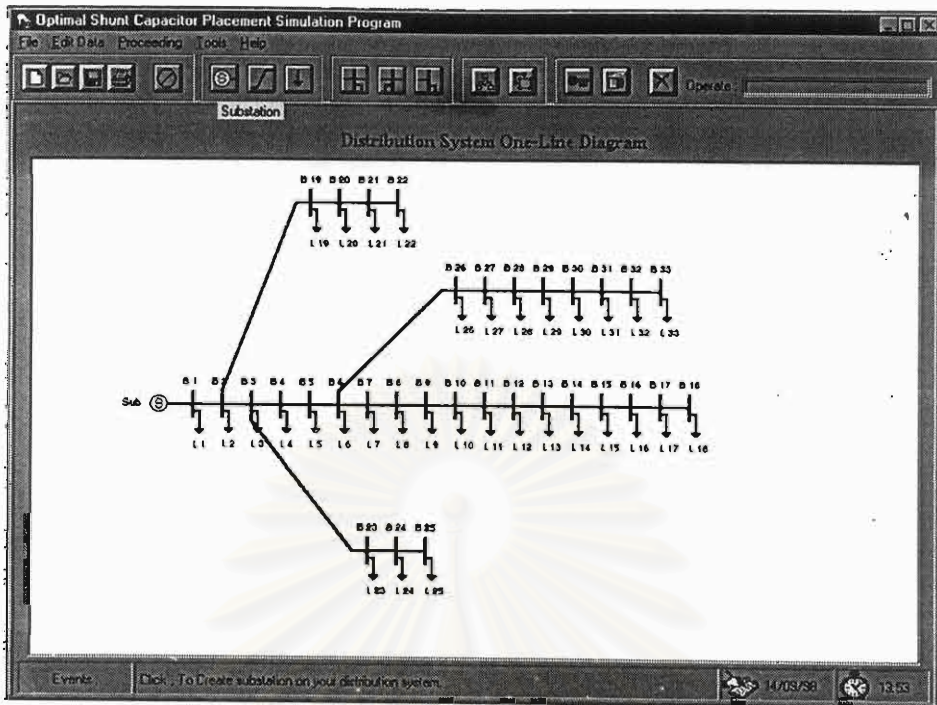 Optimal Shunt Capacitor Placement Simulation Program
File Edit Data Proceeding Tools Help
Operate :
Substation
Distribution System One-Line Diagram
B 19 B 20 B 21 B 22
L 19 L 20 L 21 L 22
B 26 B 27 B 28 B 29 B 30 B 31 B 32 B 33
L 26 L 27 L 28 L 29 L 30 L 31 L 32 L 33
B 1 B 2 B 3 B 4 B 5 B 6 B 7 B 8 B 9 B 10 B 11 B 12 B 13 B 14 B 15 B 16 B 17 B 18
Sub S
L 1 L 2 L 3 L 4 L 5 L 6 L 7 L 8 L 9 L 10 L 11 L 12 L 13 L 14 L 15 L 16 L 17 L 18
B 23 B 24 B 25
L 23 L 24 L 25
Events Click : To Create substation on your distribution system. 14/09/98 13:53